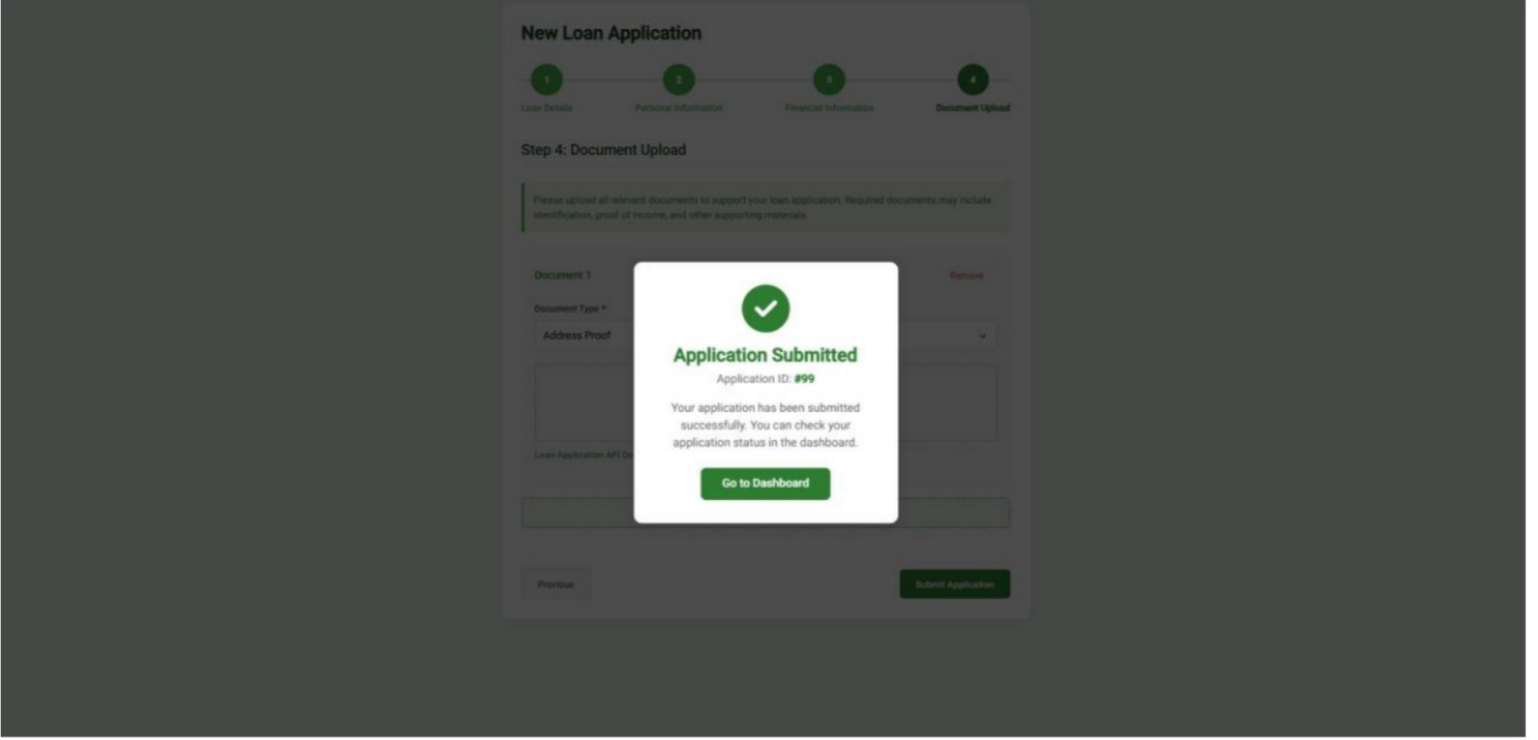 New Loan Application
1
2
3
4
Loan Details
Personal Information
Financial Information
Document Upload
Step 4: Document Upload
Please upload all relevant documents to support your loan application. Required documents may include
identification, proof of income, and other supporting materials.
Document 1
Remove
Document Type *
Address Proof
Application Submitted
Application ID: #99
Your application has been submitted
successfully. You can check your
application status in the dashboard.
Loan Application API
Go to Dashboard
Previous
Submit Application